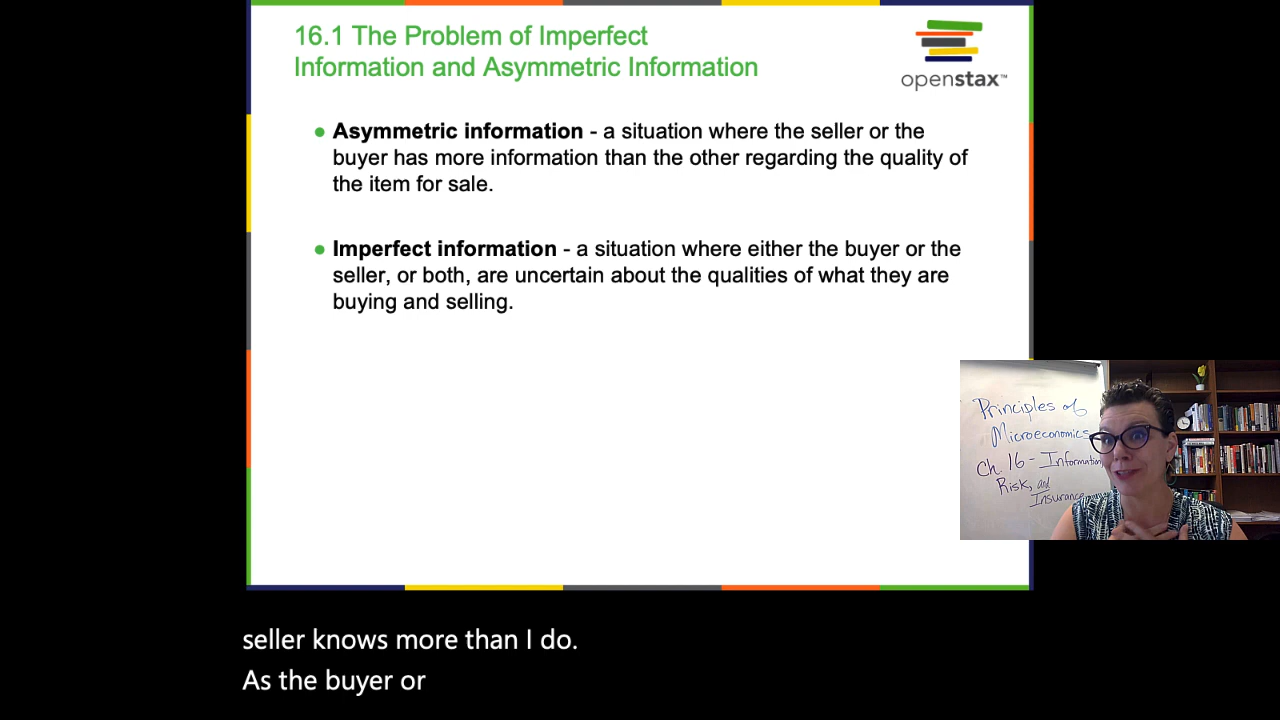 16.1 The Problem of Imperfect
Information and Asymmetric Information
openstax™
● Asymmetric information - a situation where the seller or the
buyer has more information than the other regarding the quality of
the item for sale.
● Imperfect information - a situation where either the buyer or the
seller, or both, are uncertain about the qualities of what they are
buying and selling.
Principles of
Microeconomics
Ch. 16 - Information,
Risk, and
Insurance
seller knows more than I do.
As the buyer or